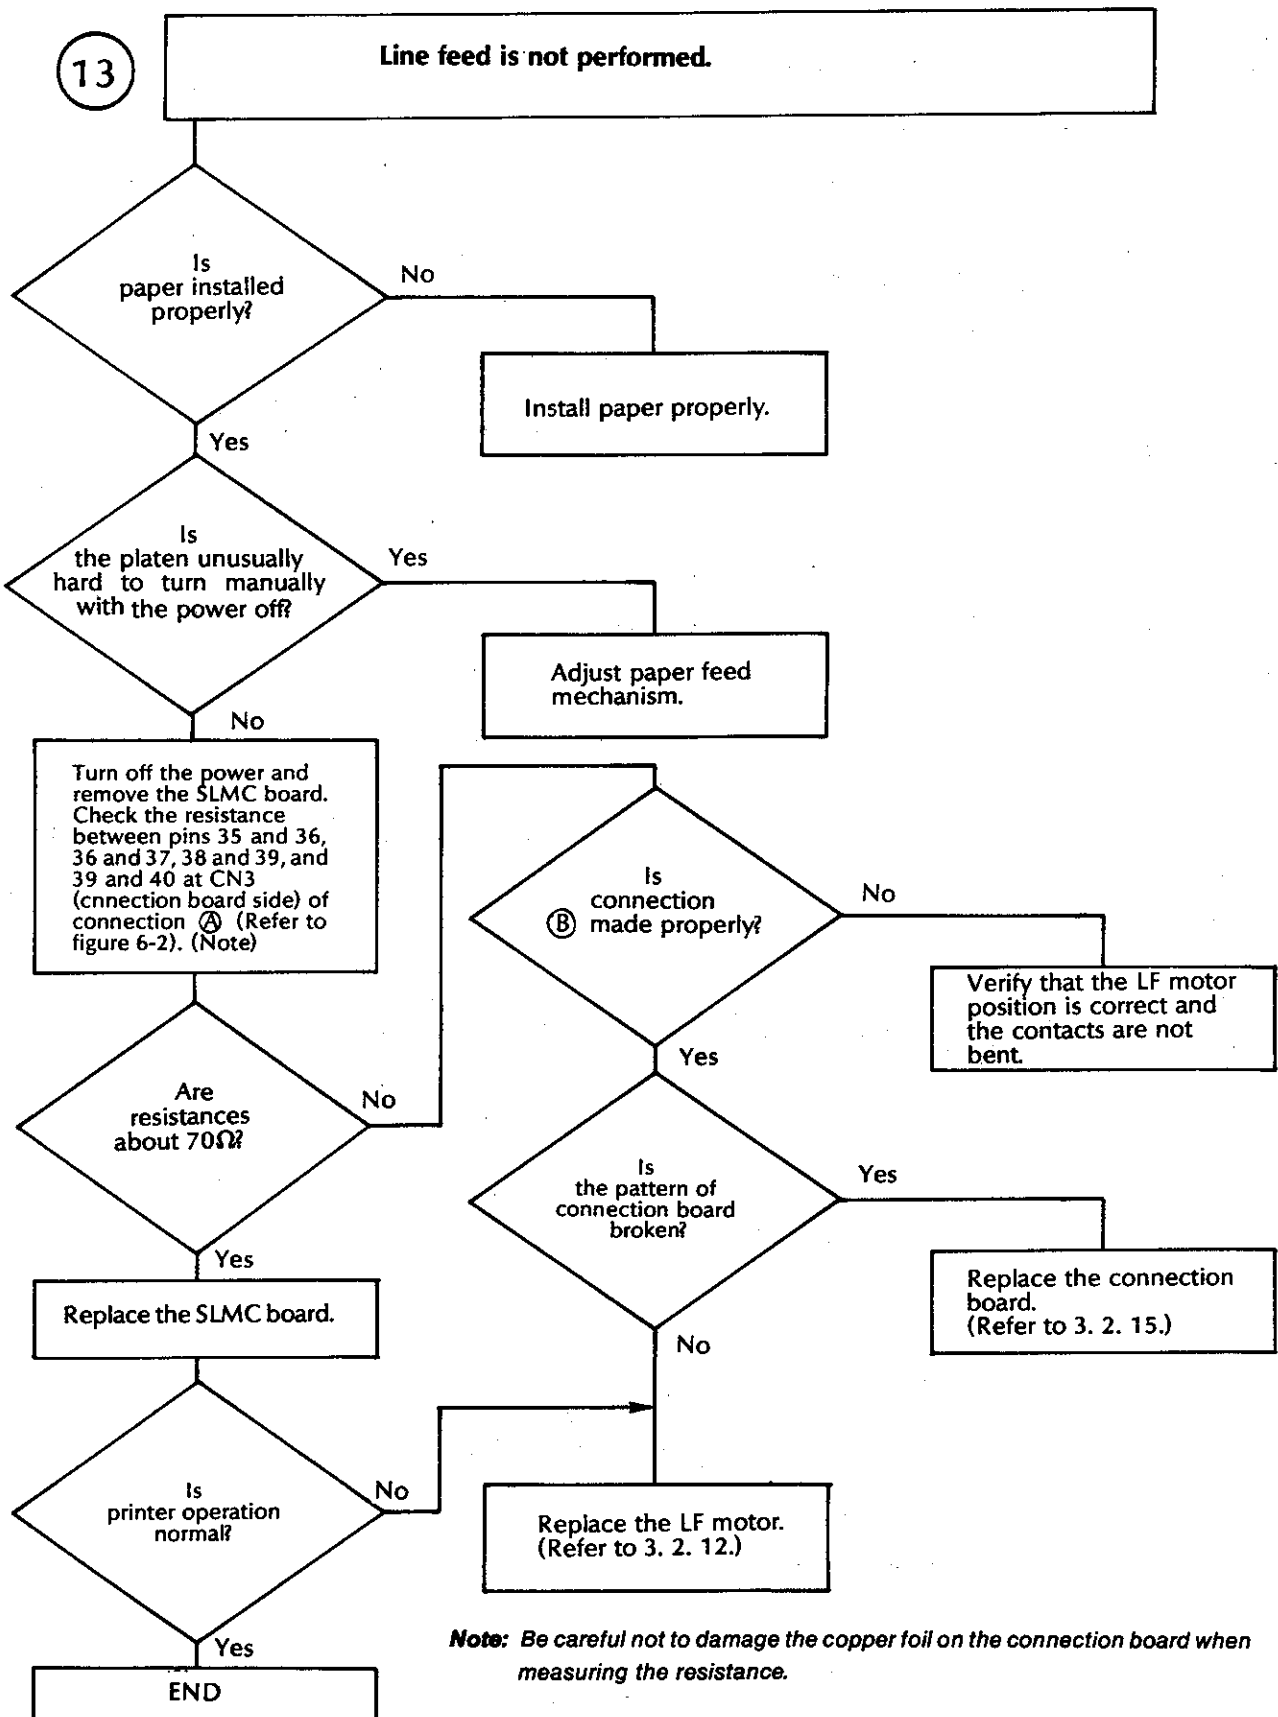 13
Line feed is not performed.
Is
paper installed
properly?
No
Install paper properly.
Yes
Is
the platen unusually
hard to turn manually
with the power off?
Yes
Adjust paper feed
mechanism.
No
Turn off the power and
remove the SLMC board.
Check the resistance
between pins 35 and 36,
36 and 37, 38 and 39, and
39 and 40 at CN3
(cnnection board side) of
connection Ⓐ (Refer to
figure 6-2). (Note)
Are
resistances
about 70Ω?
No
Is
connection
Ⓑ made properly?
No
Verify that the LF motor
position is correct and
the contacts are not
bent.
Yes
Is
the pattern of
connection board
broken?
Yes
Replace the connection
board.
(Refer to 3. 2. 15.)
No
Yes
Replace the SLMC board.
Is
printer operation
normal?
No
Replace the LF motor.
(Refer to 3. 2. 12.)
Yes
END
Note: Be careful not to damage the copper foil on the connection board when
measuring the resistance.